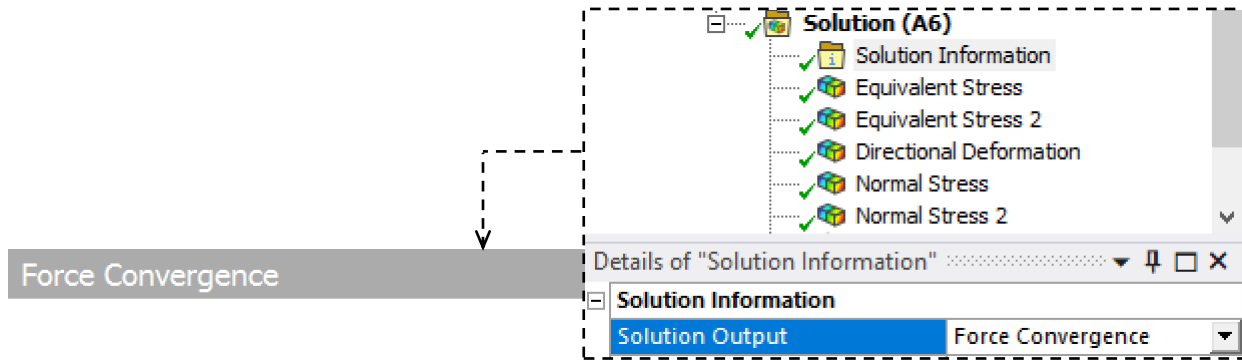 Solution (A6)
Solution Information
Equivalent Stress
Equivalent Stress 2
Directional Deformation
Normal Stress
Normal Stress 2
Force Convergence
Details of "Solution Information"
Solution Information
Solution Output Force Convergence